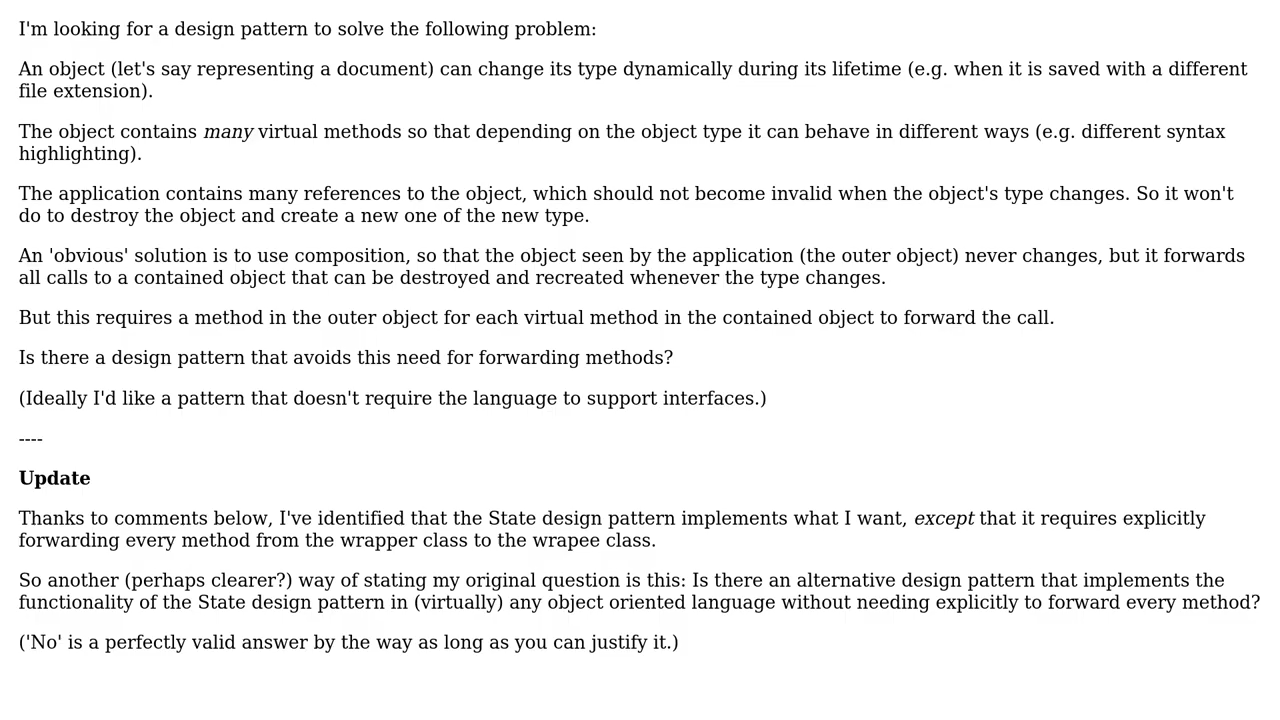 I'm looking for a design pattern to solve the following problem:
An object (let's say representing a document) can change its type dynamically during its lifetime (e.g. when it is saved with a different
file extension).
The object contains many virtual methods so that depending on the object type it can behave in different ways (e.g. different syntax
highlighting).
The application contains many references to the object, which should not become invalid when the object's type changes. So it won't
do to destroy the object and create a new one of the new type.
An 'obvious' solution is to use composition, so that the object seen by the application (the outer object) never changes, but it forwards
all calls to a contained object that can be destroyed and recreated whenever the type changes.
But this requires a method in the outer object for each virtual method in the contained object to forward the call.
Is there a design pattern that avoids this need for forwarding methods?
(Ideally I'd like a pattern that doesn't require the language to support interfaces.)
----
Update
Thanks to comments below, I've identified that the State design pattern implements what I want, except that it requires explicitly
forwarding every method from the wrapper class to the wrapee class.
So another (perhaps clearer?) way of stating my original question is this: Is there an alternative design pattern that implements the
functionality of the State design pattern in (virtually) any object oriented language without needing explicitly to forward every method?
('No' is a perfectly valid answer by the way as long as you can justify it.)